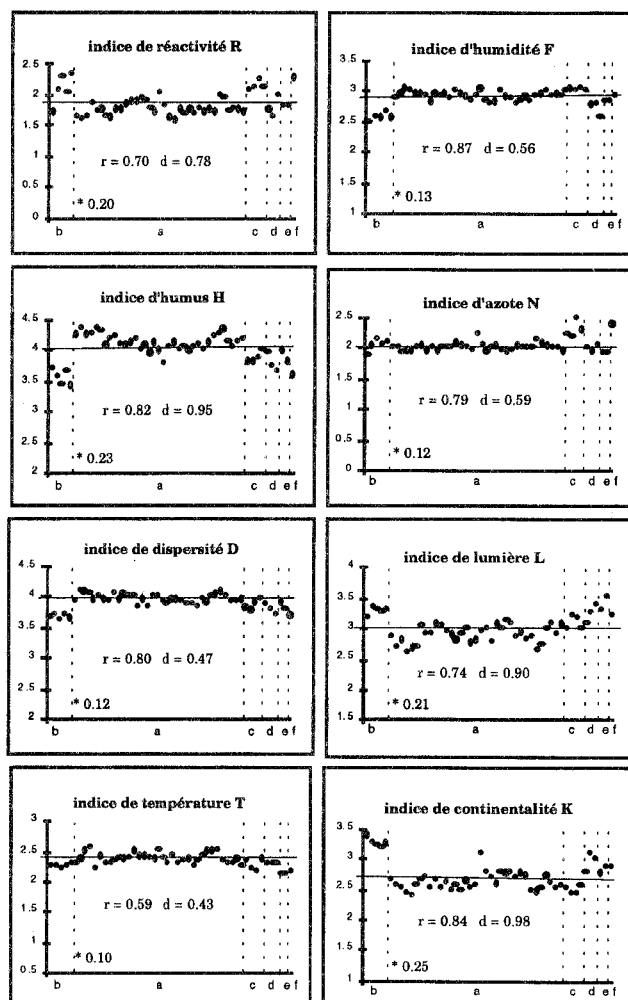 indice de réactivité R
2.5
2
1.5
1
0.5
0
r = 0.70 d = 0.78
* 0.20
b a c d e f
indice d'humidité F
3.5
3
2.5
2
1.5
1
r = 0.87 d = 0.56
* 0.13
b a c d e f
indice d'humus H
4.5
4
3.5
3
2.5
2
r = 0.82 d = 0.95
* 0.23
b a c d e f
indice d'azote N
2.5
2
1.5
1
0.5
0
r = 0.79 d = 0.59
* 0.12
b a c d e f
indice de dispersité D
4.5
4
3.5
3
2.5
2
r = 0.80 d = 0.47
* 0.12
b a c d e f
indice de lumière L
4
3.5
3
2.5
2
1.5
r = 0.74 d = 0.90
* 0.21
b a c d e f
indice de température T
3
2.5
2
1.5
1
0.5
r = 0.59 d = 0.43
* 0.10
b a c d e f
indice de continentalité K
3.5
3
2.5
2
1.5
1
r = 0.84 d = 0.98
* 0.25
b a c d e f